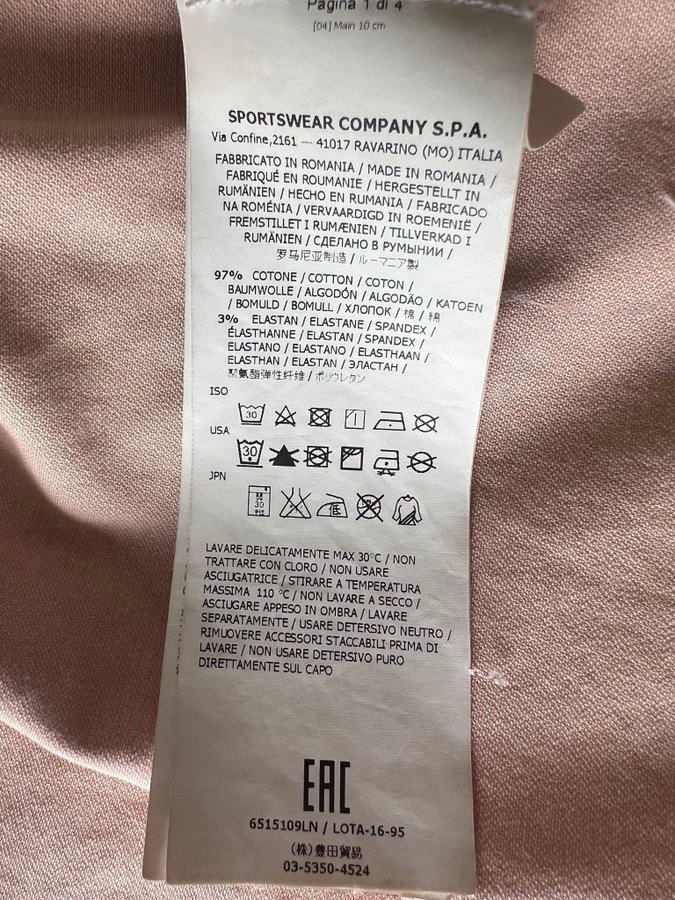 Pagina 1 di 4
[04] Main 10 cm
SPORTSWEAR COMPANY S.P.A.
Via Confine,2161 — 41017 RAVARINO (MO) ITALIA
FABBRICATO IN ROMANIA / MADE IN ROMANIA /
FABRIQUÉ EN ROUMANIE / HERGESTELLT IN
RUMÄNIEN / HECHO EN RUMANIA / FABRICADO
NA ROMÉNIA / VERVAARDIGD IN ROEMENIË /
FREMSTILLET I RUMÆNIEN / TILLVERKAD I
RUMÄNIEN / СДЕЛАНО В РУМЫНИИ /
罗马尼亚制造 / ルーマニア製
97% COTONE / COTTON / COTON /
BAUMWOLLE / ALGODÓN / ALGODÃO / KATOEN
/ BOMULD / BOMULL / ХЛОПОК / 棉 / 綿
3% ELASTAN / ELASTANE / SPANDEX /
ÉLASTHANNE / ELASTAN / SPANDEX /
ELASTANO / ELASTANO / ELASTHAAN /
ELASTHAN / ELASTAN / ЭЛАСТАН /
聚氨酯弹性纤维 / ポリウレタン
ISO
30
USA
30
JPN
30
低
LAVARE DELICATAMENTE MAX 30°C / NON
TRATTARE CON CLORO / NON USARE
ASCIUGATRICE / STIRARE A TEMPERATURA
MASSIMA 110 °C / NON LAVARE A SECCO /
ASCIUGARE APPESO IN OMBRA / LAVARE
SEPARATAMENTE / USARE DETERSIVO NEUTRO /
RIMUOVERE ACCESSORI STACCABILI PRIMA DI
LAVARE / NON USARE DETERSIVO PURO
DIRETTAMENTE SUL CAPO
EAC
6515109LN / LOTA-16-95
(株)豊田貿易
03-5350-4524